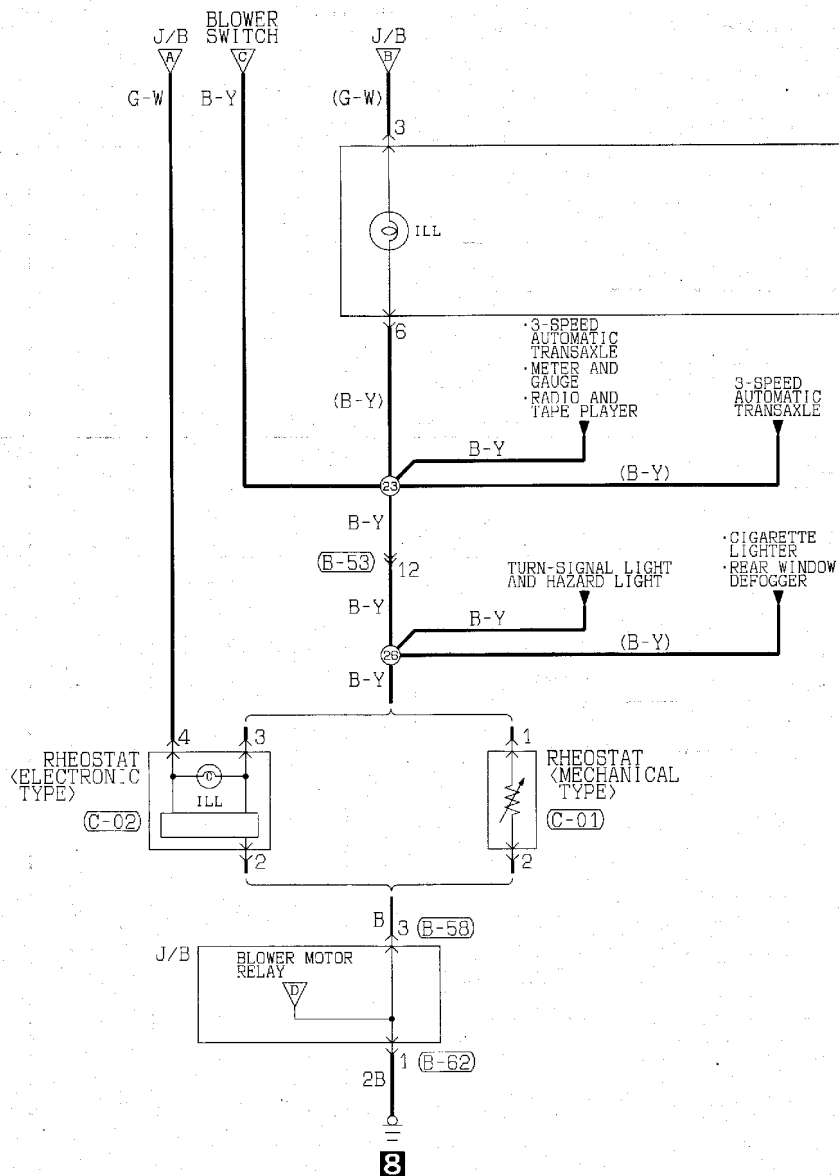 BLOWER
SWITCH
J/B
J/B
A
C
B
G-W
B-Y
(G-W)
3
ILL
6
·3-SPEED
AUTOMATIC
TRANSAXLE
·METER AND
GAUGE
·RADIO AND
TAPE PLAYER
3-SPEED
AUTOMATIC
TRANSAXLE
(B-Y)
B-Y
(B-Y)
23
B-Y
(B-53)
12
TURN-SIGNAL LIGHT
AND HAZARD LIGHT
·CIGARETTE
LIGHTER
·REAR WINDOW
DEFOGGER
B-Y
B-Y
(B-Y)
26
B-Y
4
3
1
RHEOSTAT
<ELECTRONIC
TYPE>
ILL
C-02
2
RHEOSTAT
<MECHANICAL
TYPE>
C-01
2
B
3
B-58
J/B
BLOWER MOTOR
RELAY
D
1
B-62
2B
8